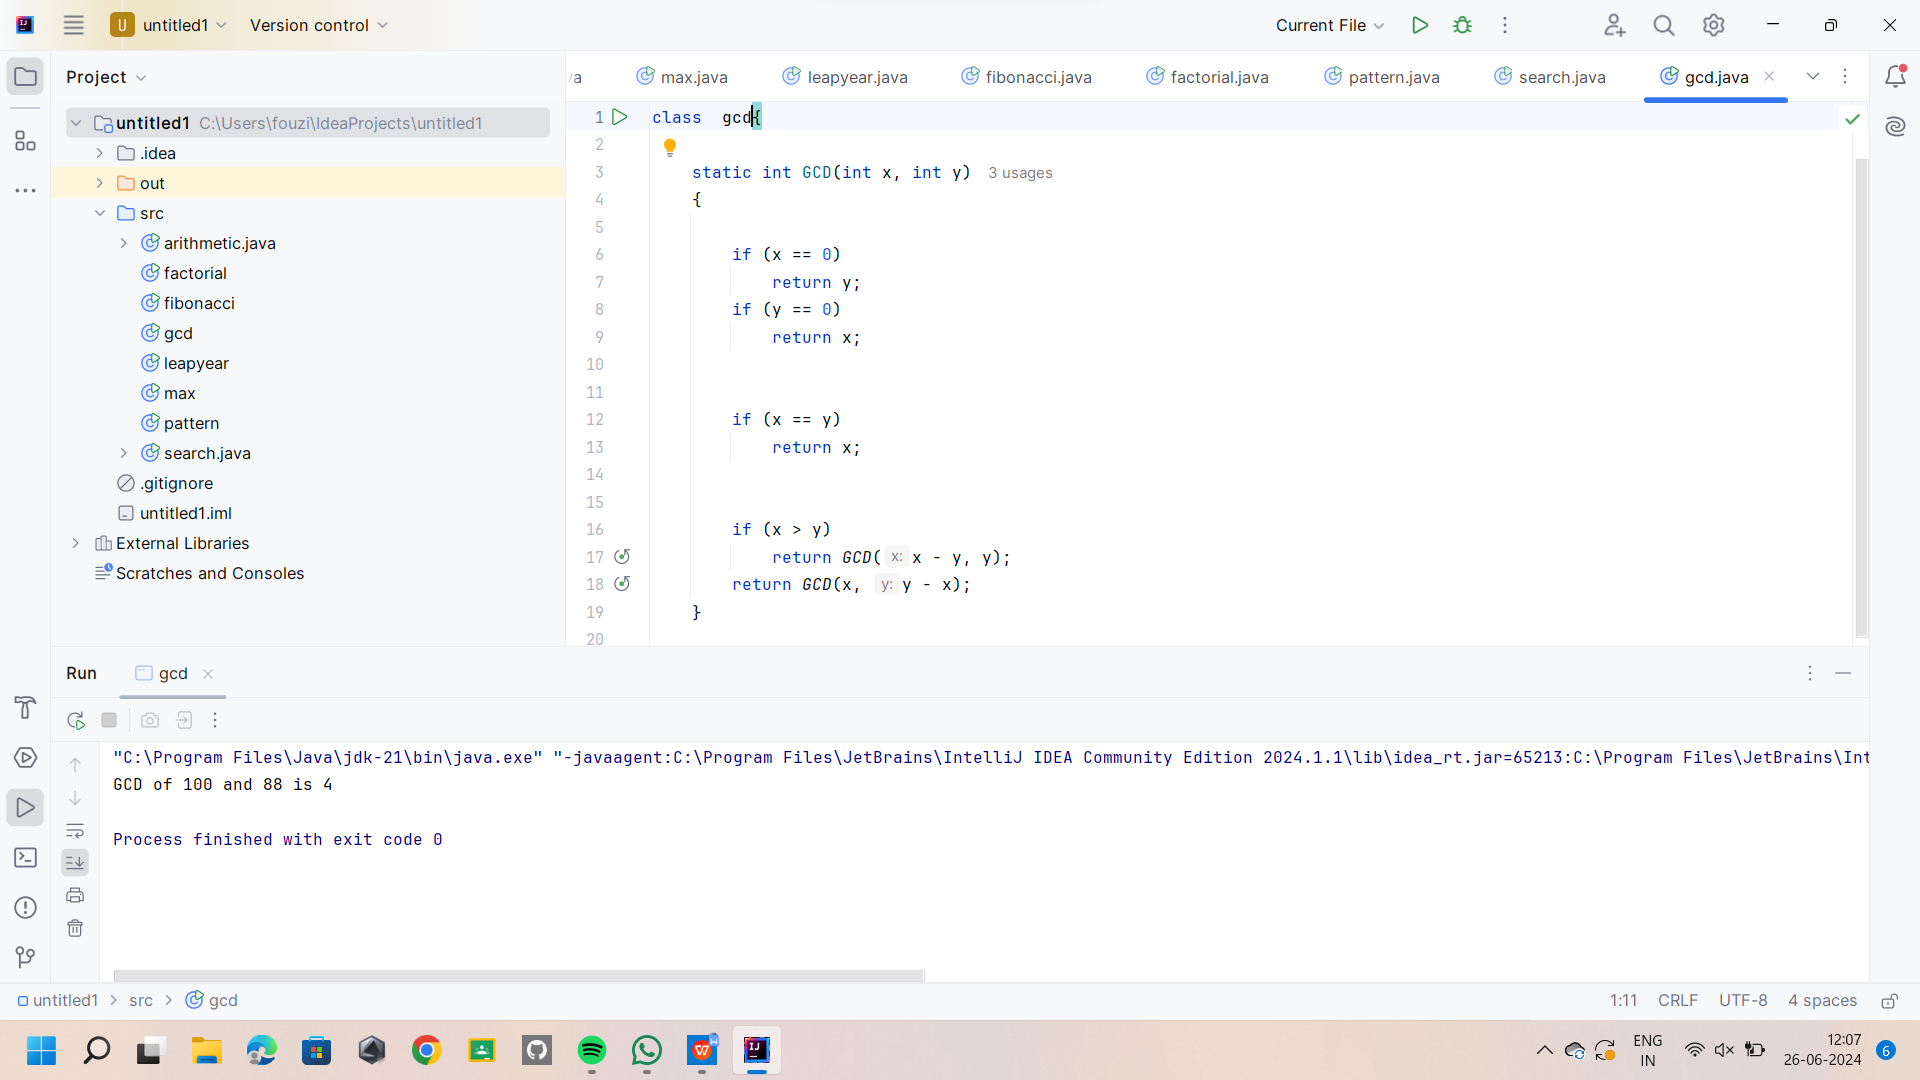 U untitled1 Version control Current File
Project
/a max.java leapyear.java fibonacci.java factorial.java pattern.java search.java gcd.java
untitled1 C:\Users\fouzi\IdeaProjects\untitled1
.idea
out
src
arithmetic.java
factorial
fibonacci
gcd
leapyear
max
pattern
search.java
.gitignore
untitled1.iml
External Libraries
Scratches and Consoles
1 class  gcd{
2
3 static int GCD(int x, int y) 3 usages
4 {
5
6 if (x == 0)
7 return y;
8 if (y == 0)
9 return x;
10
11
12 if (x == y)
13 return x;
14
15
16 if (x > y)
17 return GCD( x: x - y, y);
18 return GCD(x, y: y - x);
19 }
20
Run gcd
"C:\Program Files\Java\jdk-21\bin\java.exe" "-javaagent:C:\Program Files\JetBrains\IntelliJ IDEA Community Edition 2024.1.1\lib\idea_rt.jar=65213:C:\Program Files\JetBrains\Int
GCD of 100 and 88 is 4
Process finished with exit code 0
untitled1 > src > gcd 1:11 CRLF UTF-8 4 spaces
ENG
IN
12:07
26-06-2024
6